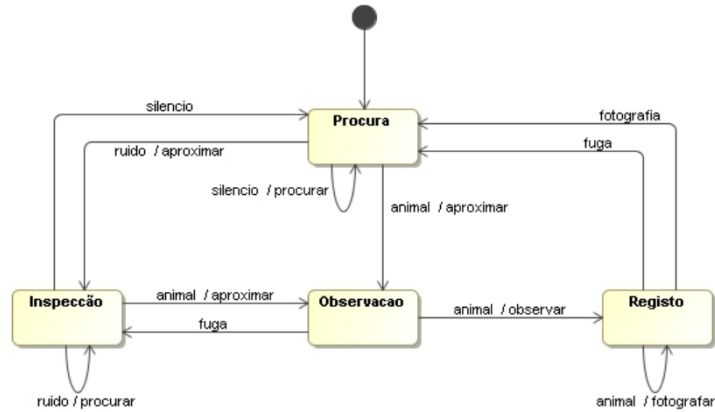 silencio
Procura
fotografia
ruido / aproximar
fuga
silencio / procurar
animal / aproximar
Inspeccão
animal / aproximar
Observacao
animal / observar
Registo
fuga
ruido / procurar
animal / fotografar